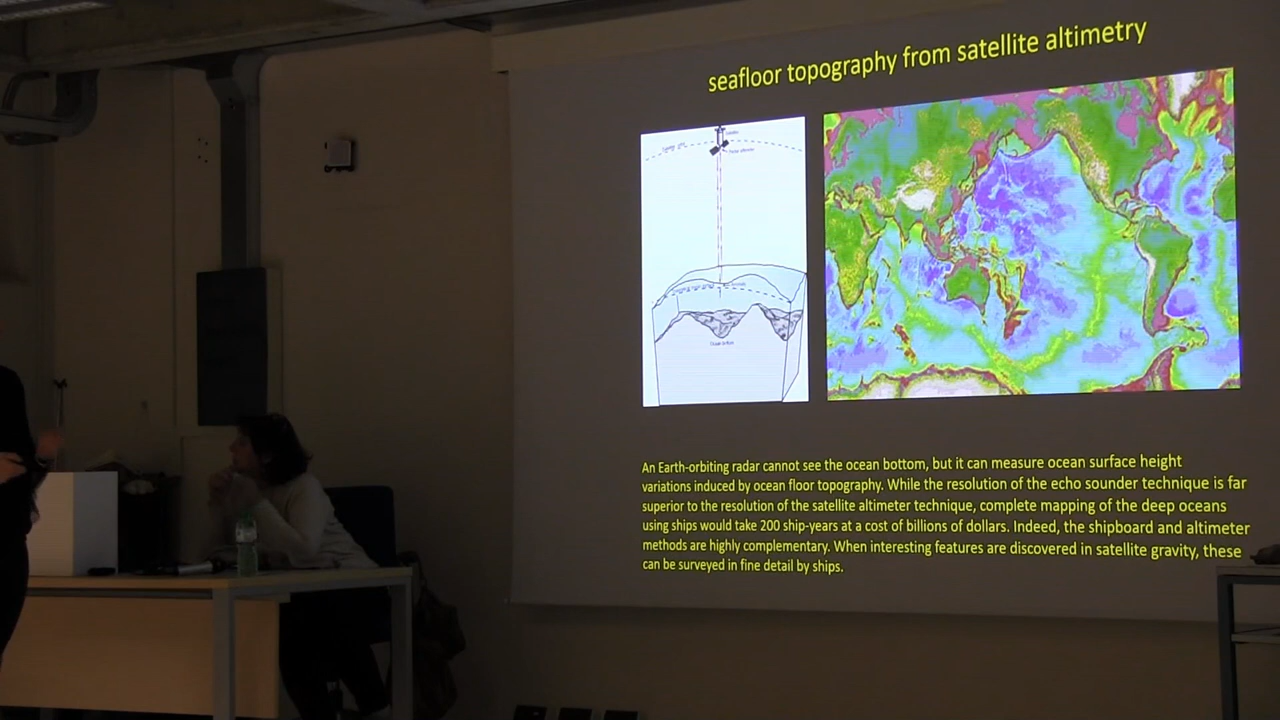 seafloor topography from satellite altimetry
An Earth-orbiting radar cannot see the ocean bottom, but it can measure ocean surface height
variations induced by ocean floor topography. While the resolution of the echo sounder technique is far
superior to the resolution of the satellite altimeter technique, complete mapping of the deep oceans
using ships would take 200 ship-years at a cost of billions of dollars. Indeed, the shipboard and altimeter
methods are highly complementary. When interesting features are discovered in satellite gravity, these
can be surveyed in fine detail by ships.